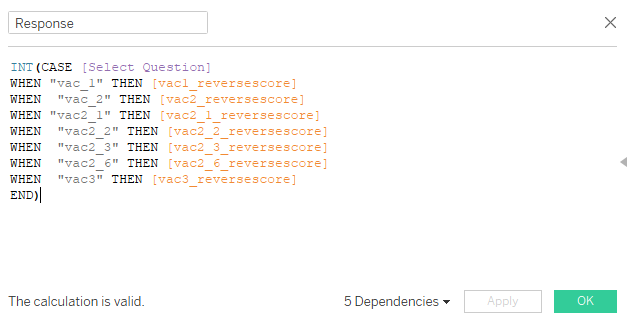 Response
INT(CASE [Select Question]
WHEN "vac_1" THEN [vac1_reversescore]
WHEN  "vac_2" THEN [vac2_reversescore]
WHEN "vac2_1" THEN [vac2_1_reversescore]
WHEN  "vac2_2" THEN [vac2_2_reversescore]
WHEN  "vac2_3" THEN [vac2_3_reversescore]
WHEN  "vac2_6" THEN [vac2_6_reversescore]
WHEN  "vac3" THEN [vac3_reversescore]
END)
The calculation is valid. 5 Dependencies Apply OK